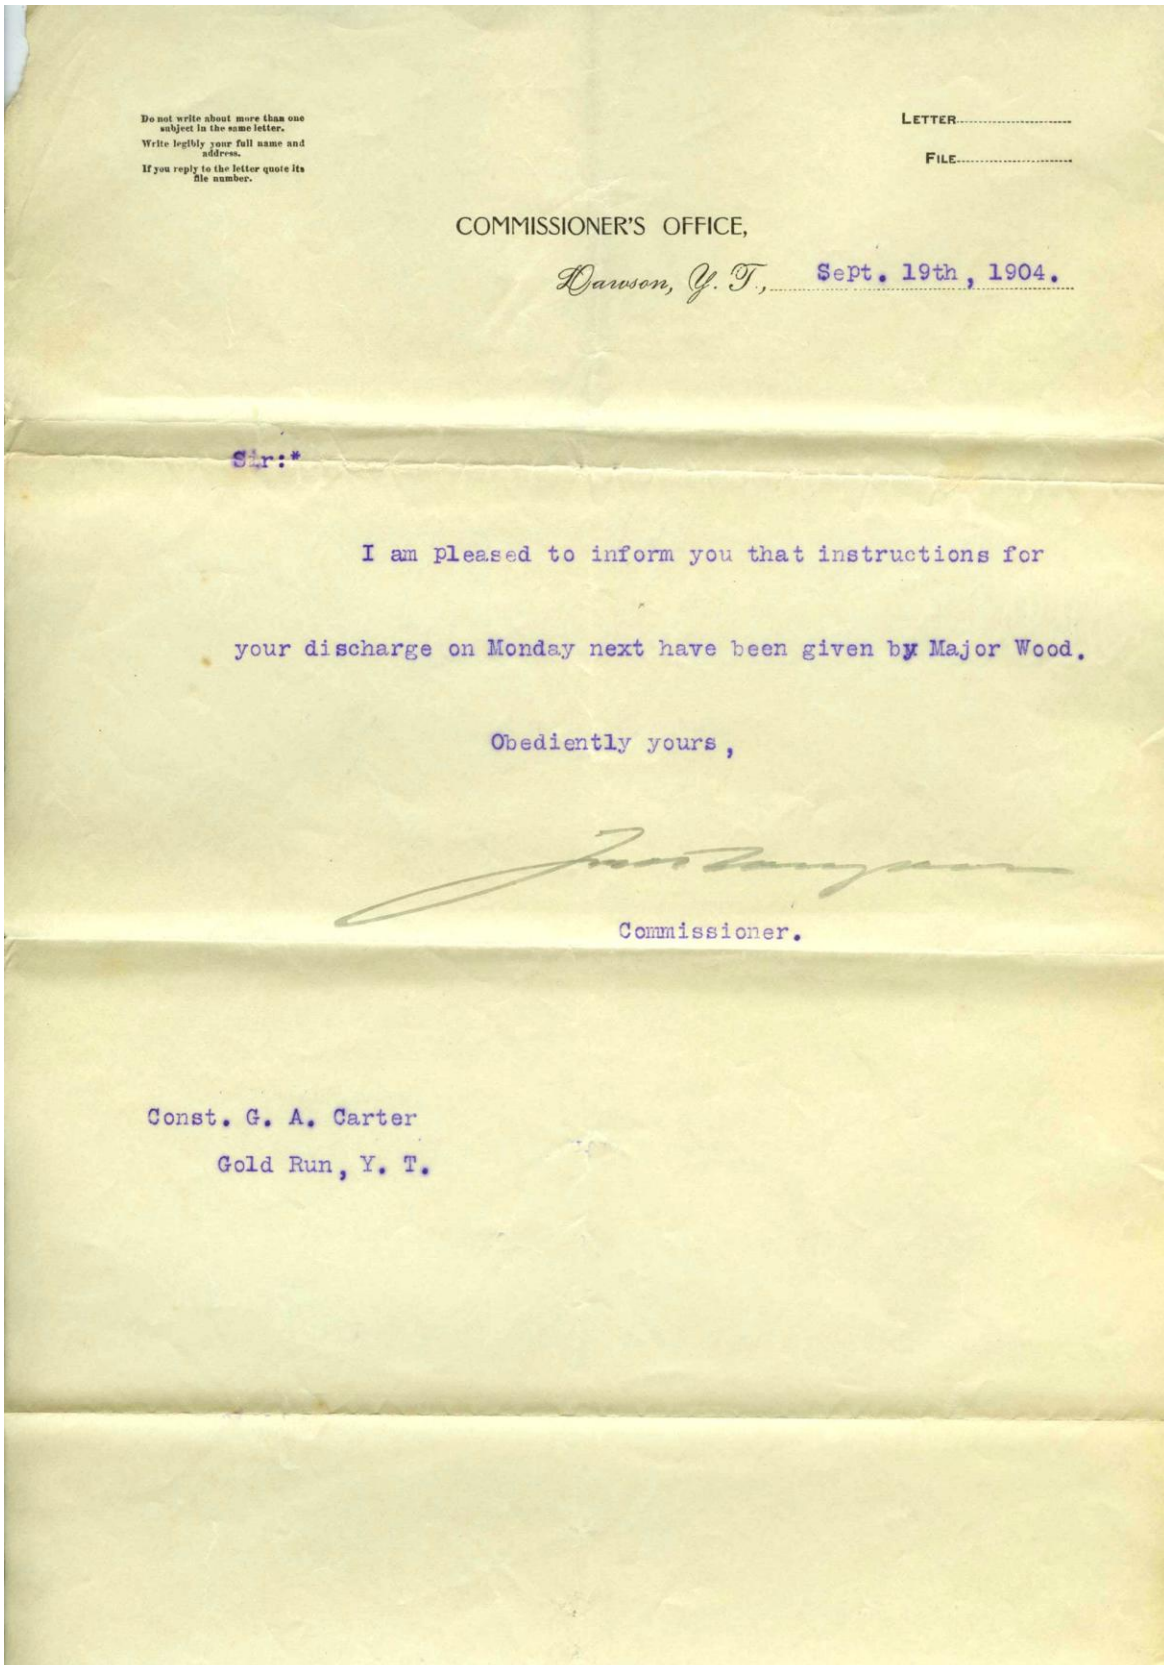 Do not write about more than one
subject in the same letter.
Write legibly your full name and
address.
If you reply to the letter quote its
file number.
LETTER
FILE
COMMISSIONER'S OFFICE,
Dawson, Y. T., Sept. 19th, 1904.
Sir:*
I am pleased to inform you that instructions for
your discharge on Monday next have been given by Major Wood.
Obediently yours,
Commissioner.
Const. G. A. Carter
Gold Run, Y. T.